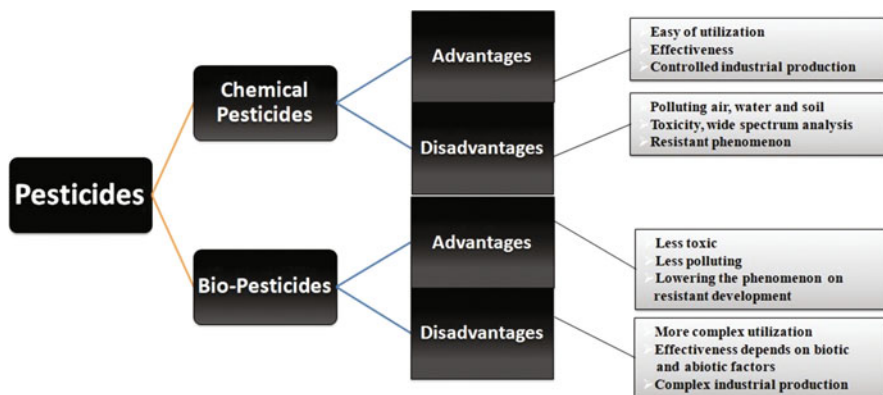 Pesticides
Chemical
Pesticides
Advantages
Easy of utilization
Effectiveness
Controlled industrial production
Disadvantages
Polluting air, water and soil
Toxicity, wide spectrum analysis
Resistant phenomenon
Bio-Pesticides
Advantages
Less toxic
Less polluting
Lowering the phenomenon on
resistant development
Disadvantages
More complex utilization
Effectiveness depends on biotic
and abiotic factors
Complex industrial production